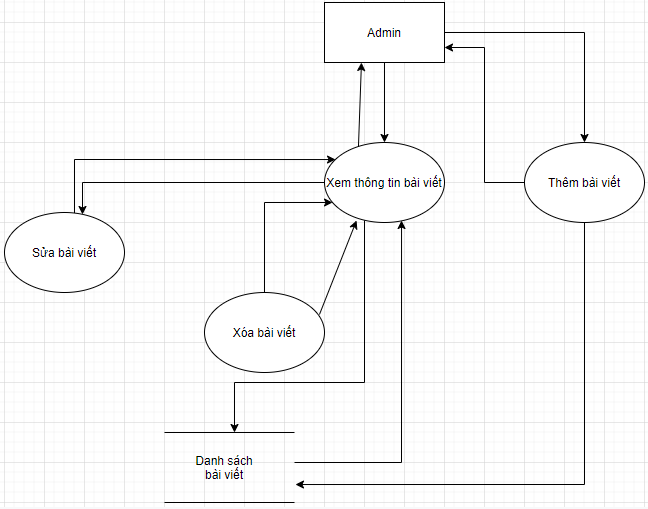 Admin
Xem thông tin bài viết
Thêm bài viết
Sửa bài viết
Xóa bài viết
Danh sách
bài viết